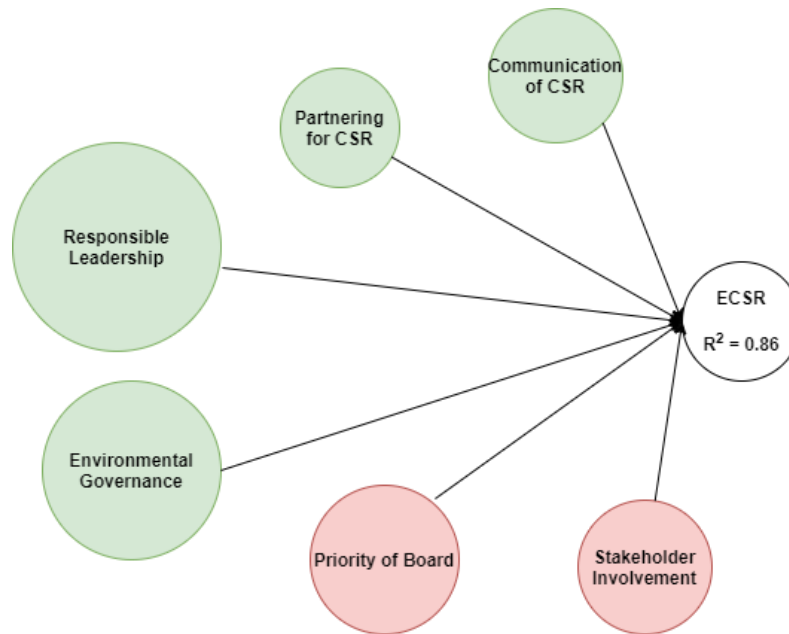 Communication
of CSR
Partnering
for CSR
Responsible
Leadership
ECSR
R² = 0.86
Environmental
Governance
Priority of Board
Stakeholder
Involvement